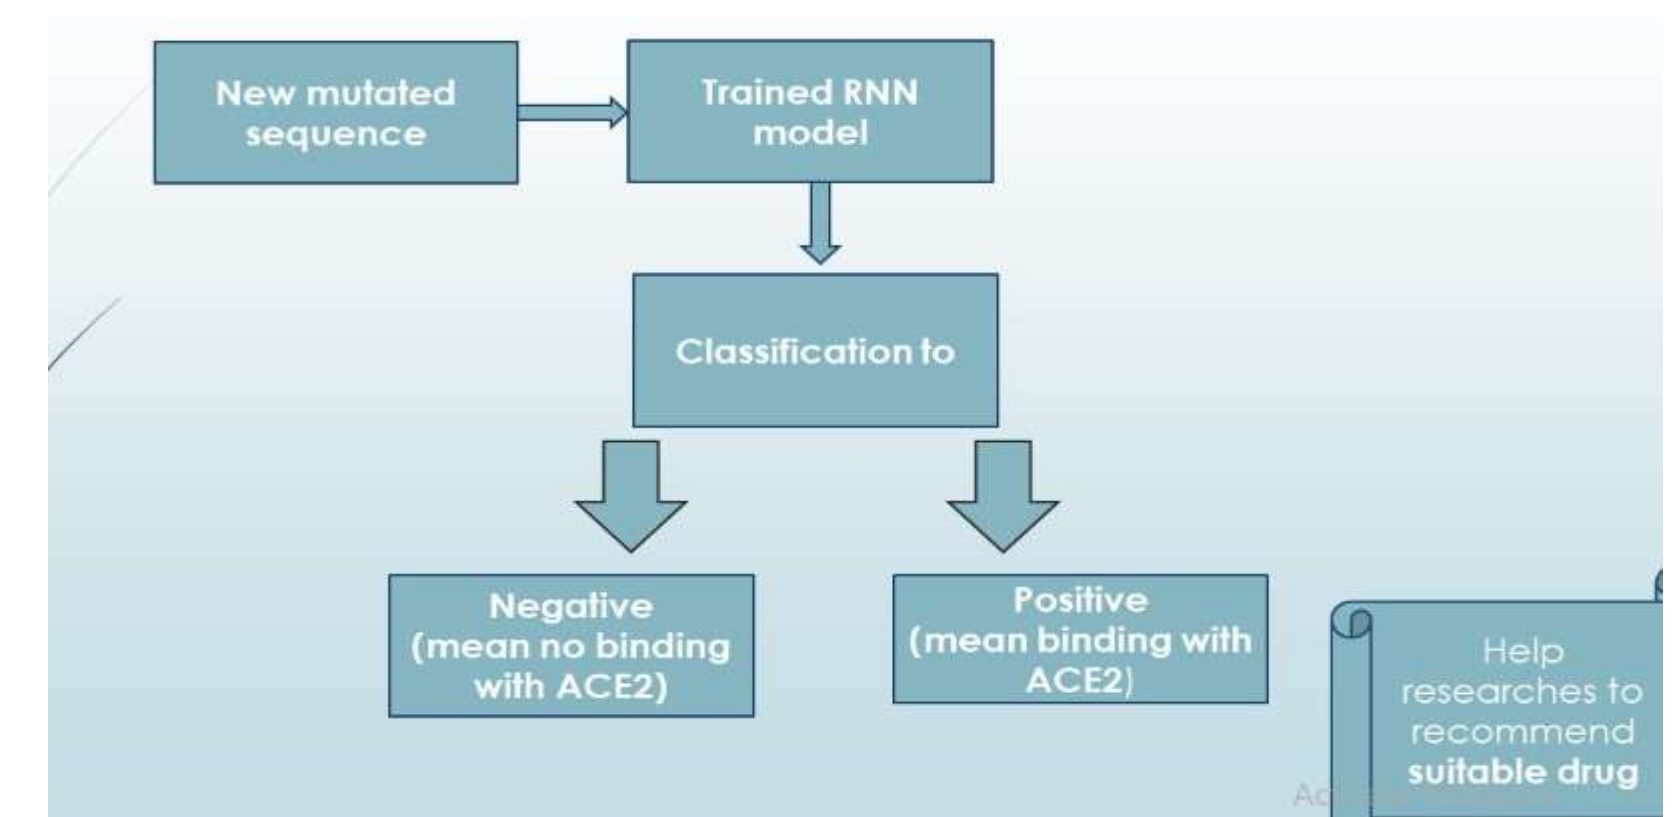 New mutated
sequence
Trained RNN
model
Classification to
Negative
(mean no binding
with ACE2)
Positive
(mean binding with
ACE2)
Help
researches to
recommend
suitable drug